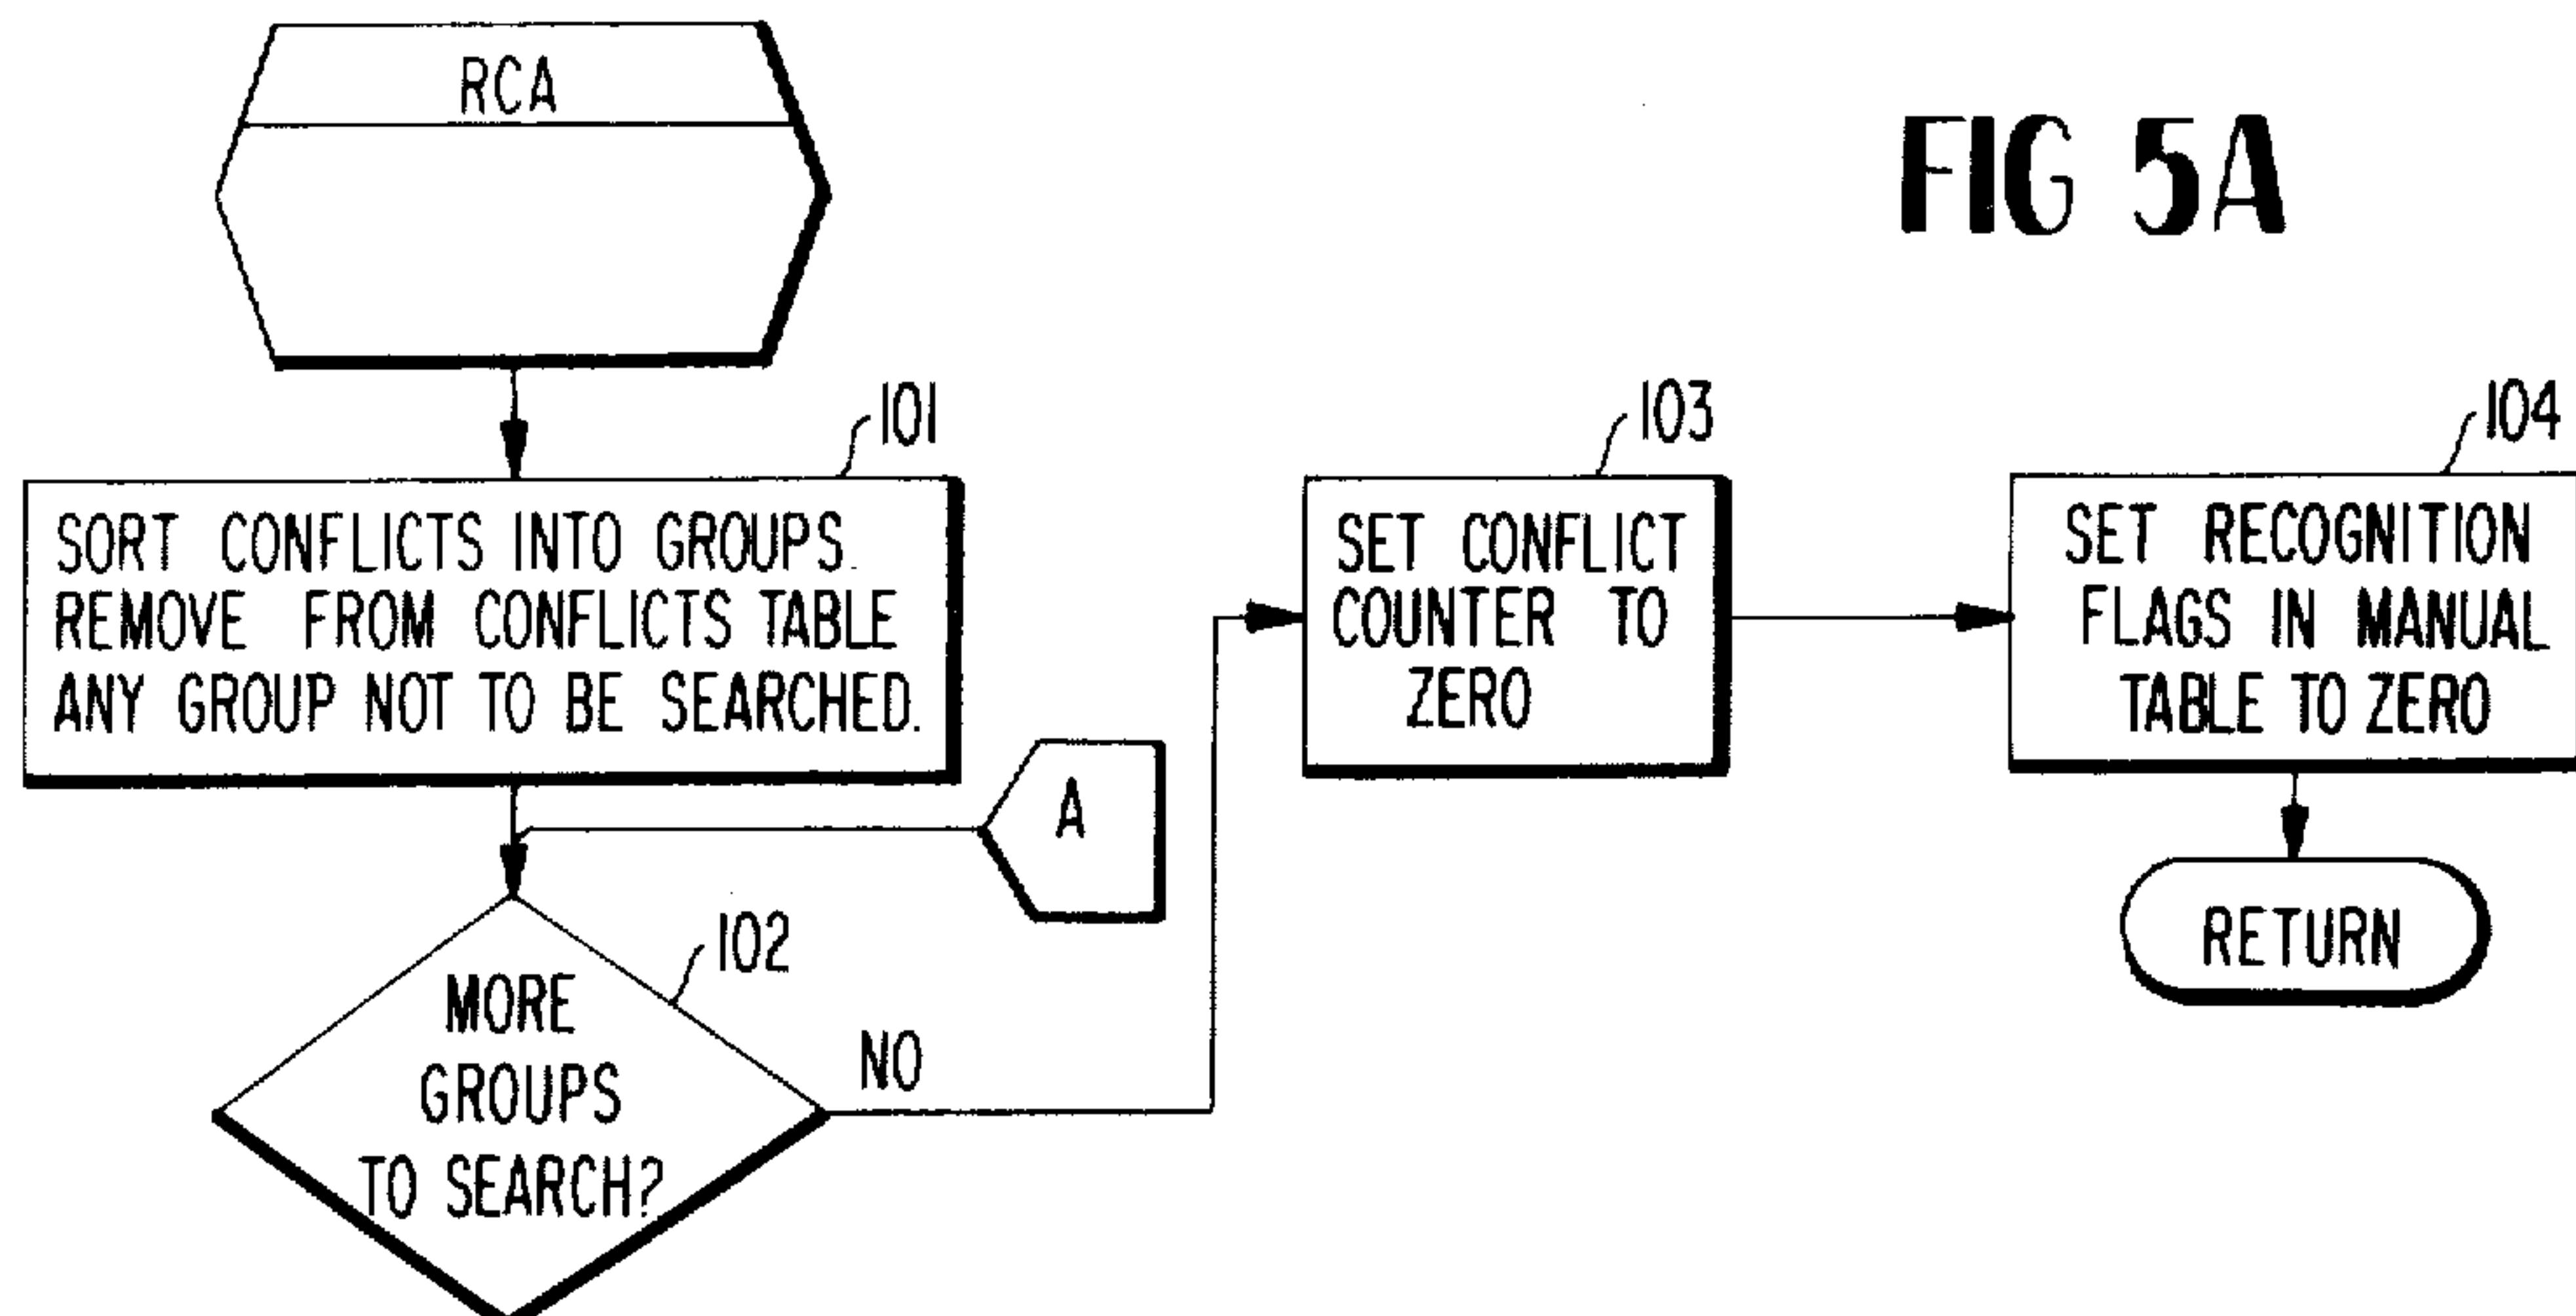 RCA
FIG 5A
101
SORT CONFLICTS INTO GROUPS.
REMOVE FROM CONFLICTS TABLE
ANY GROUP NOT TO BE SEARCHED.
103
SET CONFLICT
COUNTER TO
ZERO
104
SET RECOGNITION
FLAGS IN MANUAL
TABLE TO ZERO
A
RETURN
102
MORE
GROUPS
TO SEARCH?
NO